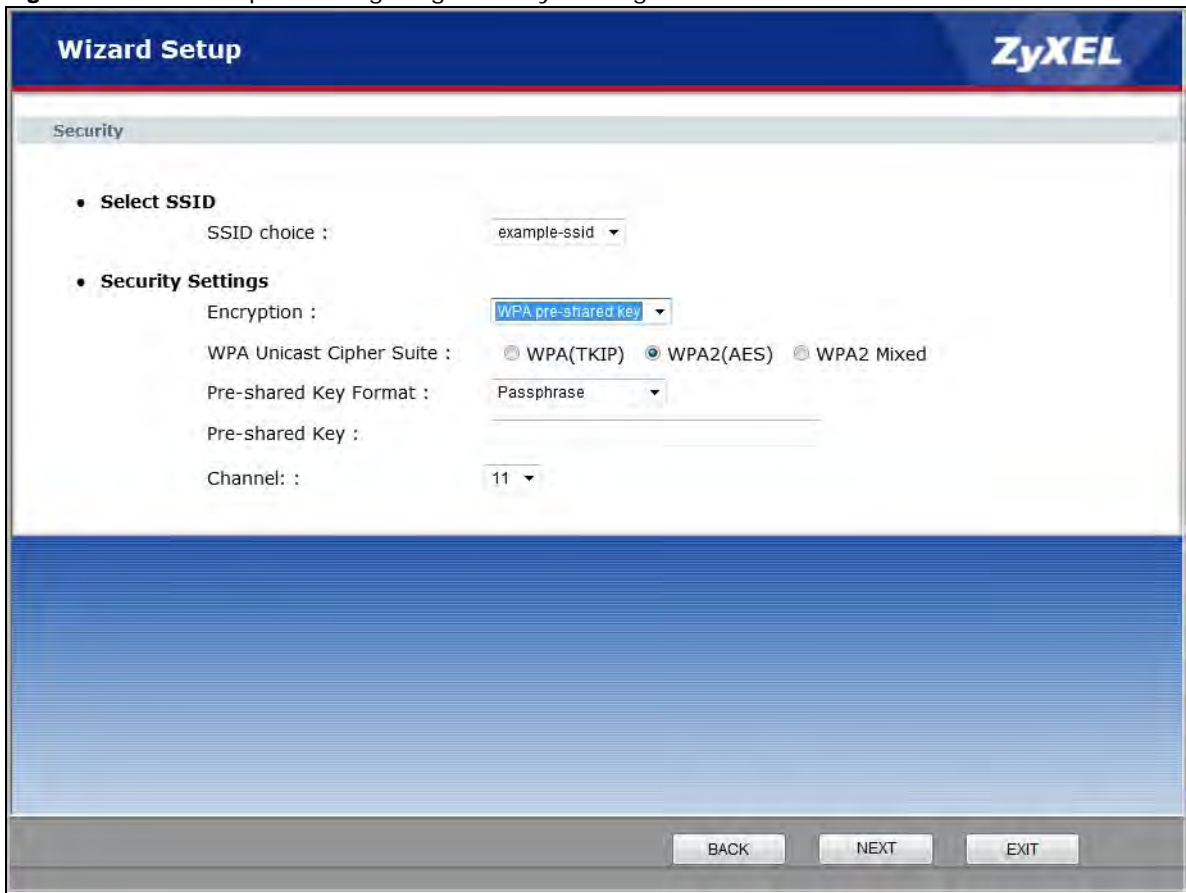 Wizard Setup ZyXEL
Security
• Select SSID
SSID choice : example-ssid
• Security Settings
Encryption : WPA pre-shared key
WPA Unicast Cipher Suite : WPA(TKIP) WPA2(AES) WPA2 Mixed
Pre-shared Key Format : Passphrase
Pre-shared Key :
Channel: : 11
BACK NEXT EXIT